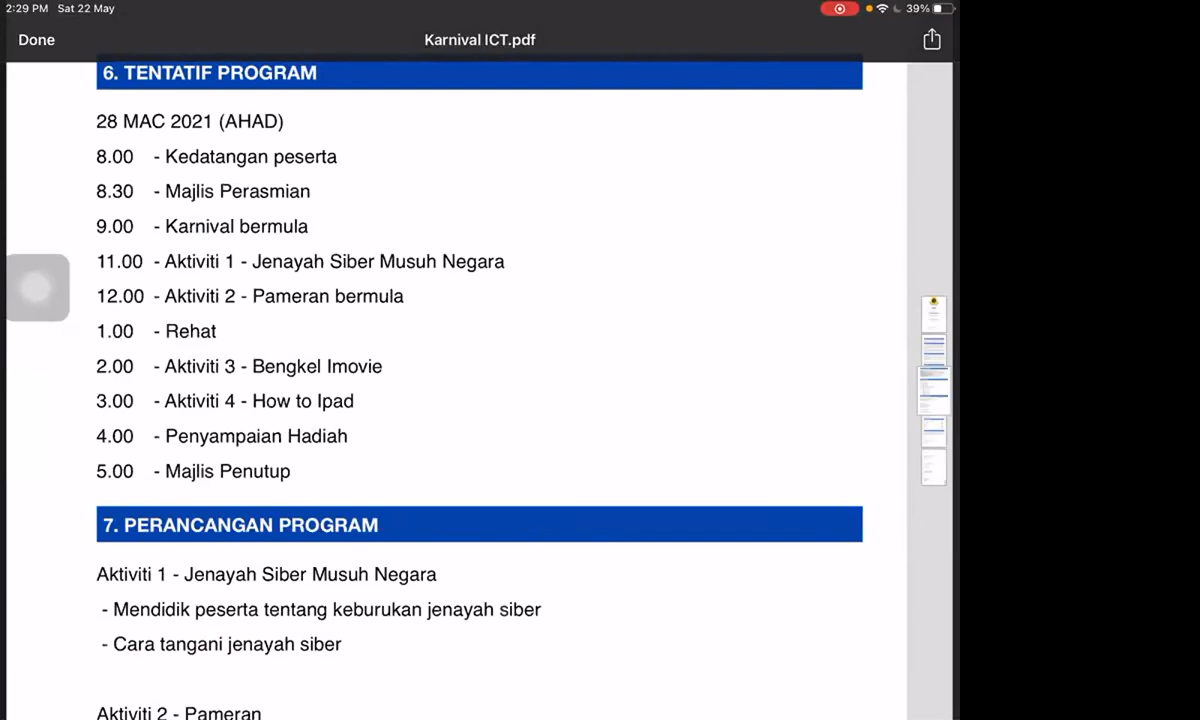 2:29 PM Sat 22 May 39%
Done Karnival ICT.pdf
6. TENTATIF PROGRAM
28 MAC 2021 (AHAD)
8.00 - Kedatangan peserta
8.30 - Majlis Perasmian
9.00 - Karnival bermula
11.00 - Aktiviti 1 - Jenayah Siber Musuh Negara
12.00 - Aktiviti 2 - Pameran bermula
1.00 - Rehat
2.00 - Aktiviti 3 - Bengkel Imovie
3.00 - Aktiviti 4 - How to Ipad
4.00 - Penyampaian Hadiah
5.00 - Majlis Penutup
7. PERANCANGAN PROGRAM
Aktiviti 1 - Jenayah Siber Musuh Negara
- Mendidik peserta tentang keburukan jenayah siber
- Cara tangani jenayah siber
Aktiviti 2 - Pameran